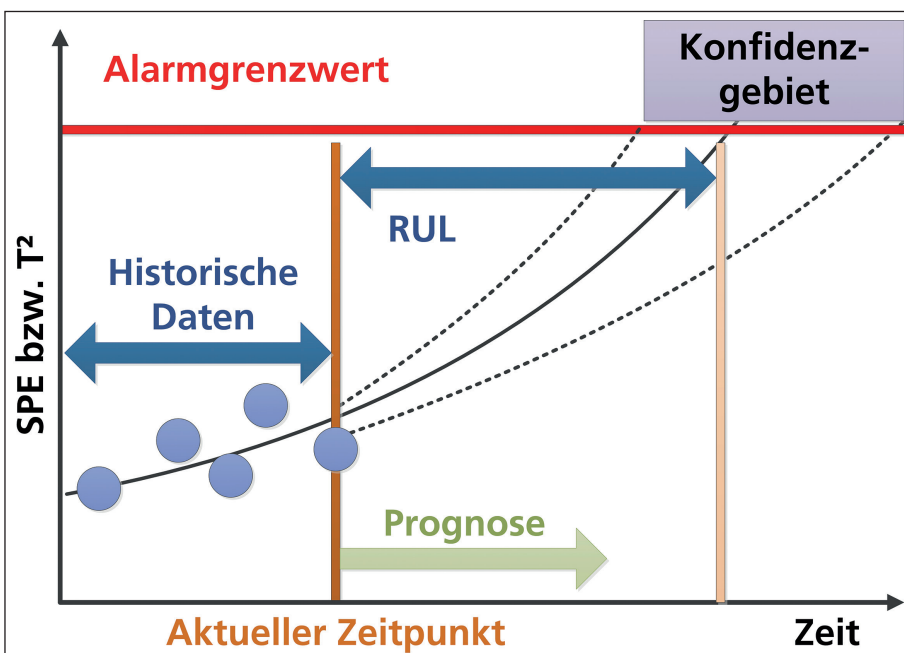 Alarmgrenzwert
Konfidenz-
gebiet
RUL
Historische
Daten
SPE bzw. T²
Prognose
Aktueller Zeitpunkt
Zeit